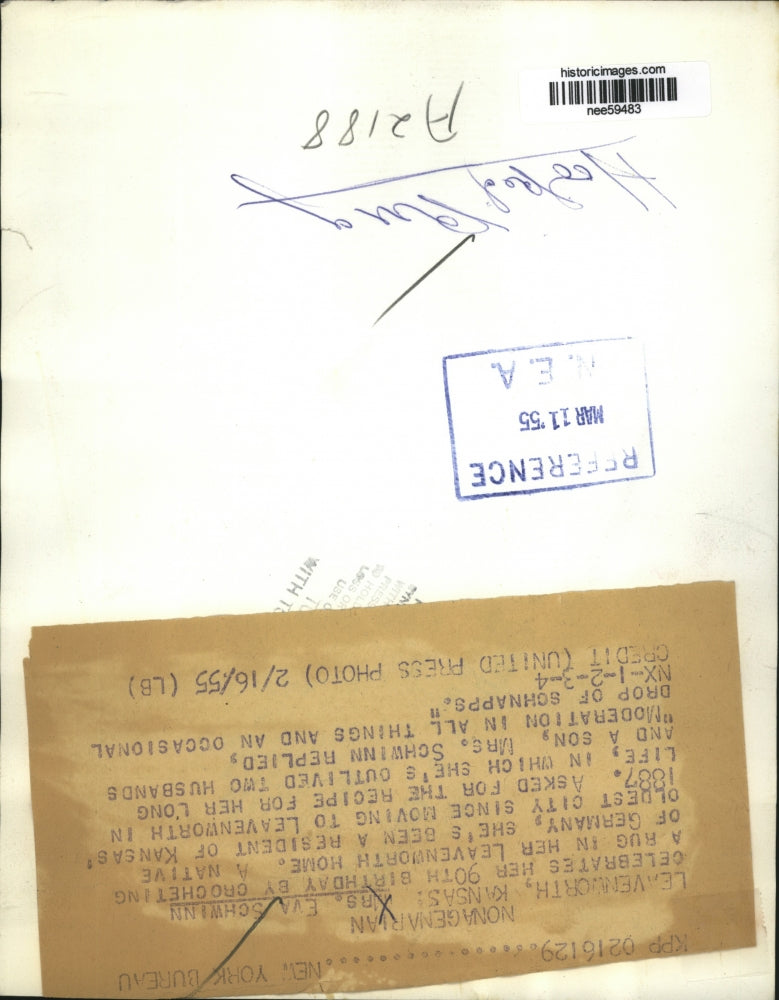 historicimages.com
nee59483
A2188
REFERENCE
MAR 11 '55
N.E.A.
WITH
KPP 0216129....................NEW YORK BUREAU
NONAGENARIAN
LEAVENWORTH, KANSAS: MRS. EVA SCHWINN
CELEBRATES HER 90TH BIRTHDAY BY CROCHETING
A RUG IN HER LEAVENWORTH HOME. A NATIVE
OF GERMANY, SHE'S BEEN A RESIDENT OF KANSAS'
OLDEST CITY SINCE MOVING TO LEAVENWORTH IN
1887. ASKED FOR THE RECIPE FOR HER LONG
LIFE, IN WHICH SHE'S OUTLIVED TWO HUSBANDS
AND A SON, MRS. SCHWINN REPLIED,
"MODERATION IN ALL THINGS AND AN OCCASIONAL
DROP OF SCHNAPPS."
NX-1-2-3-4
CREDIT (UNITED PRESS PHOTO) 2/16/55 (LB)